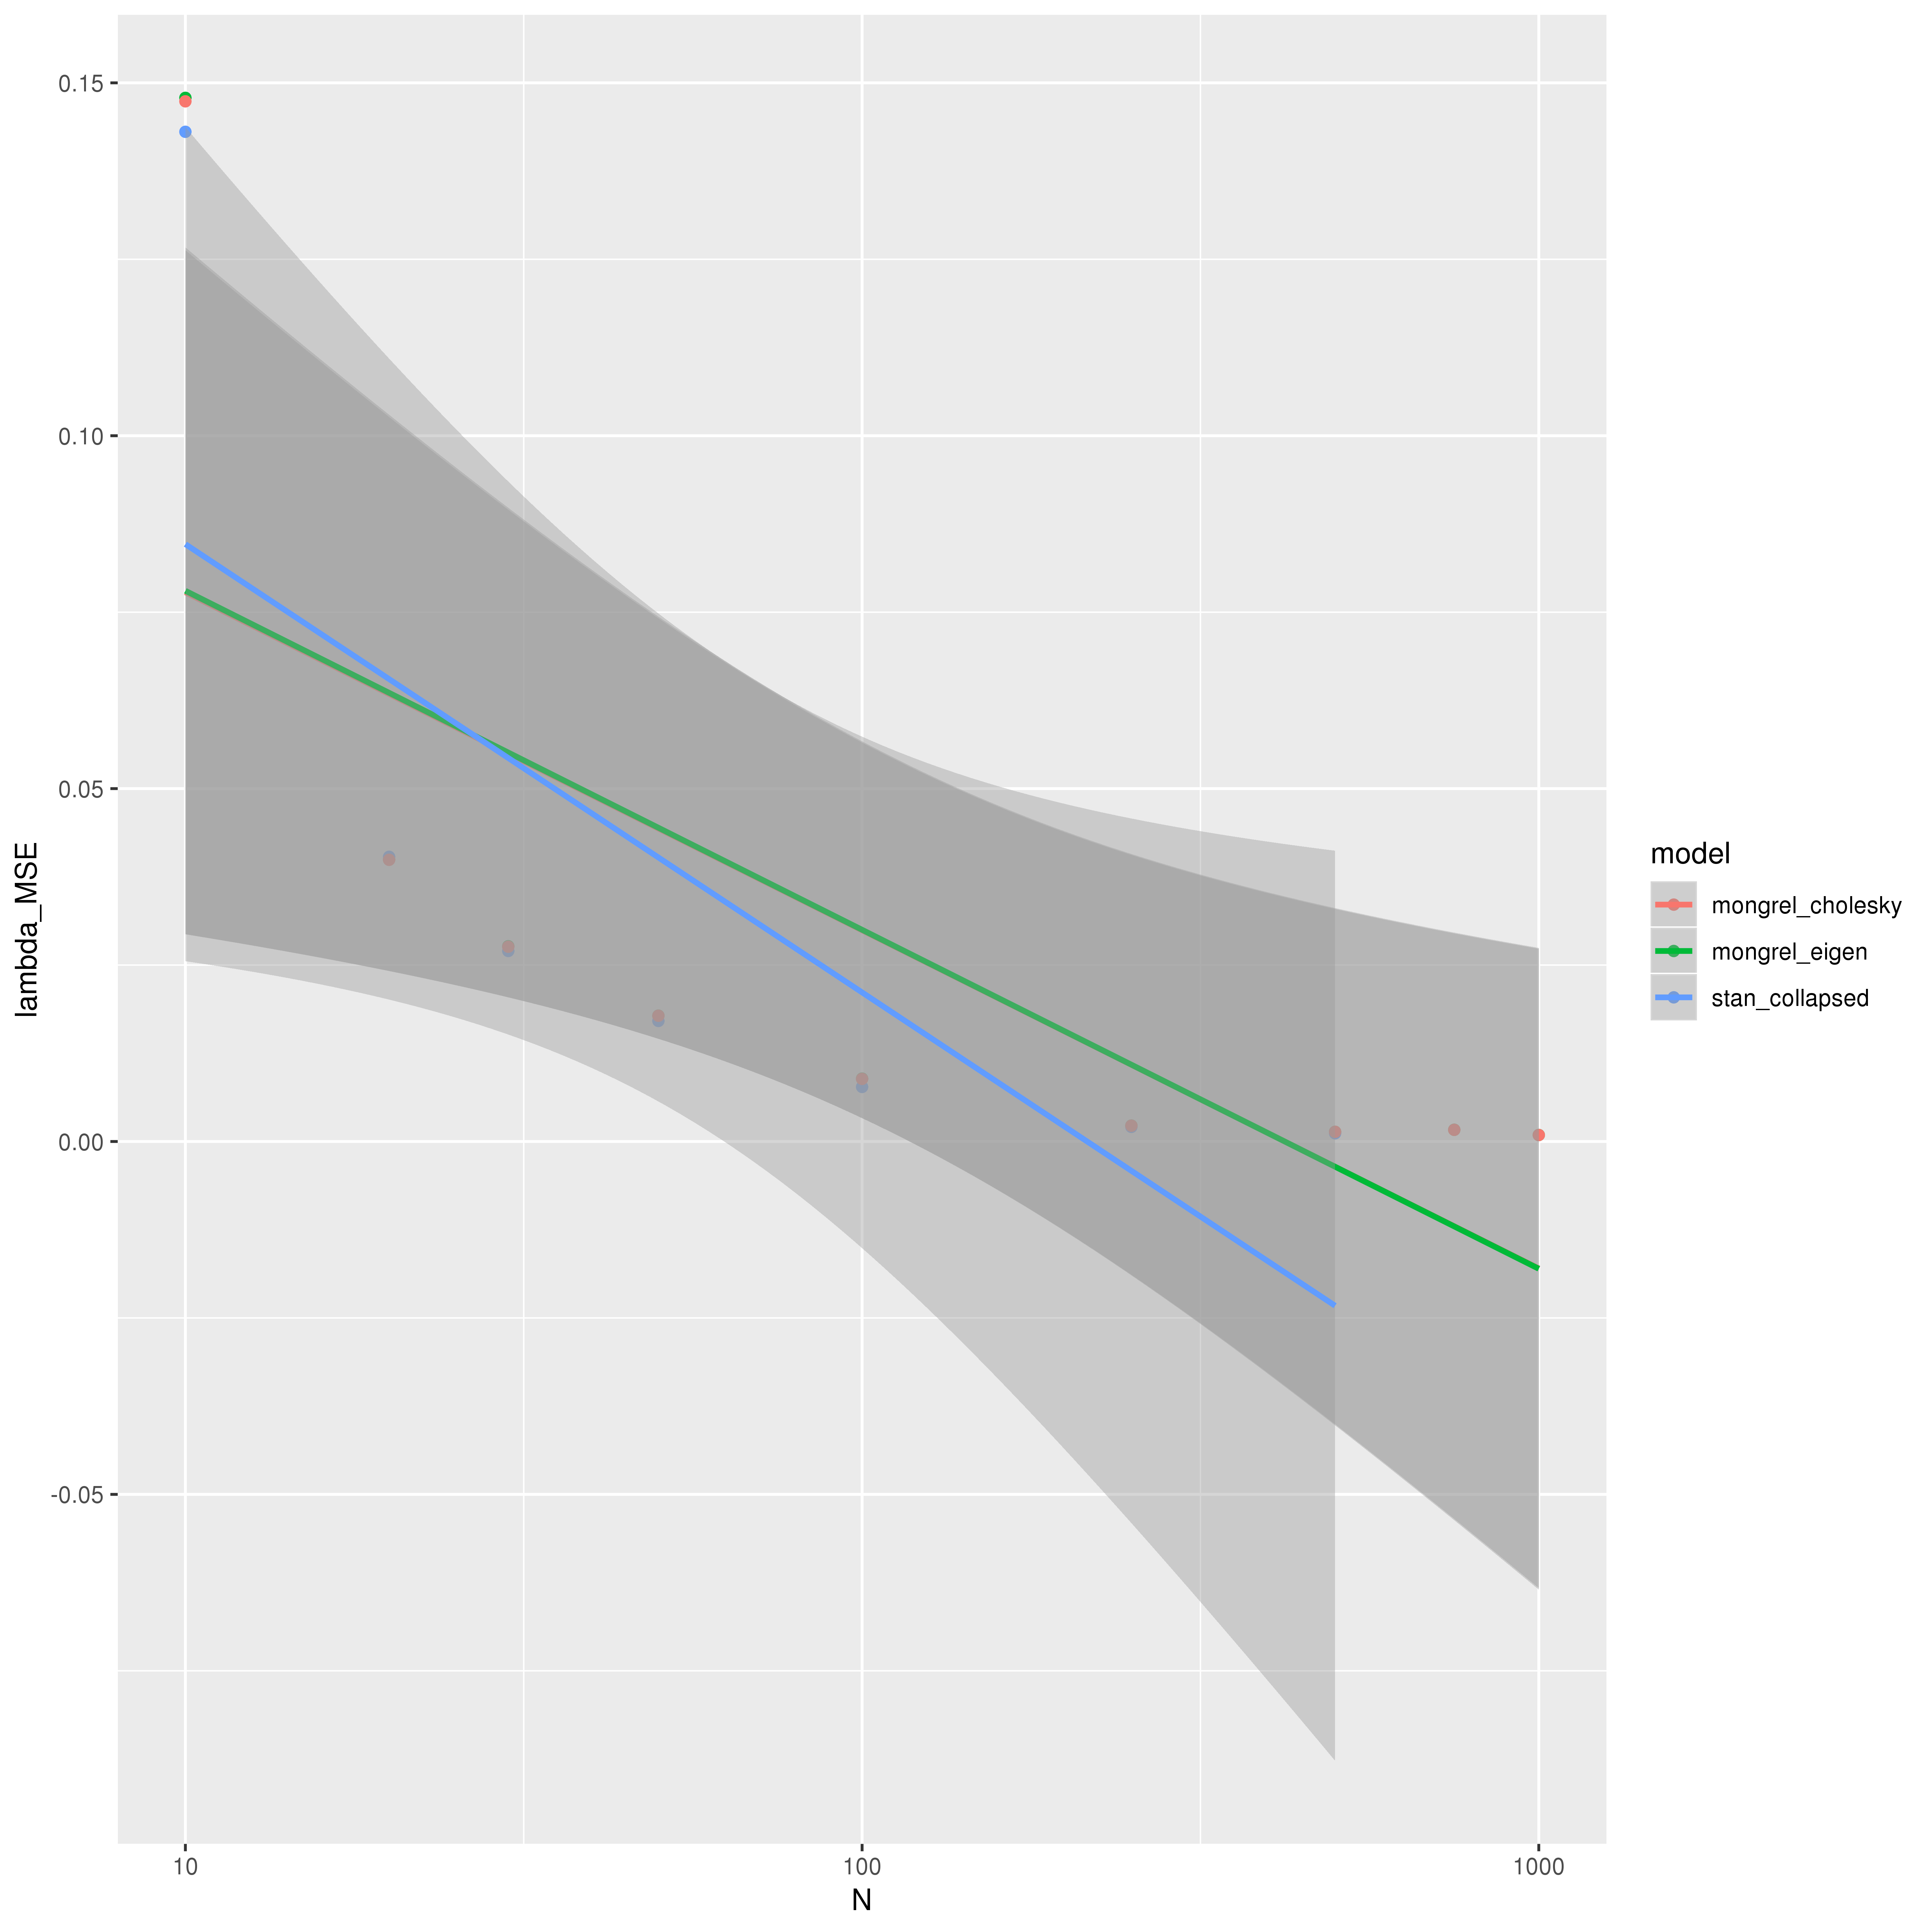 0.15
0.10
0.05
0.00
-0.05
lambda_MSE
10
100
1000
N
model
mongrel_cholesky
mongrel_eigen
stan_collapsed